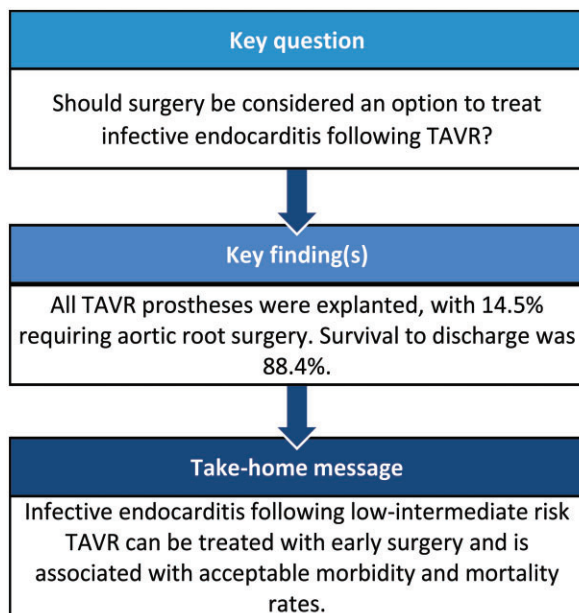 Key question
Should surgery be considered an option to treat
infective endocarditis following TAVR?
Key finding(s)
All TAVR prostheses were explanted, with 14.5%
requiring aortic root surgery. Survival to discharge was
88.4%.
Take-home message
Infective endocarditis following low-intermediate risk
TAVR can be treated with early surgery and is
associated with acceptable morbidity and mortality
rates.